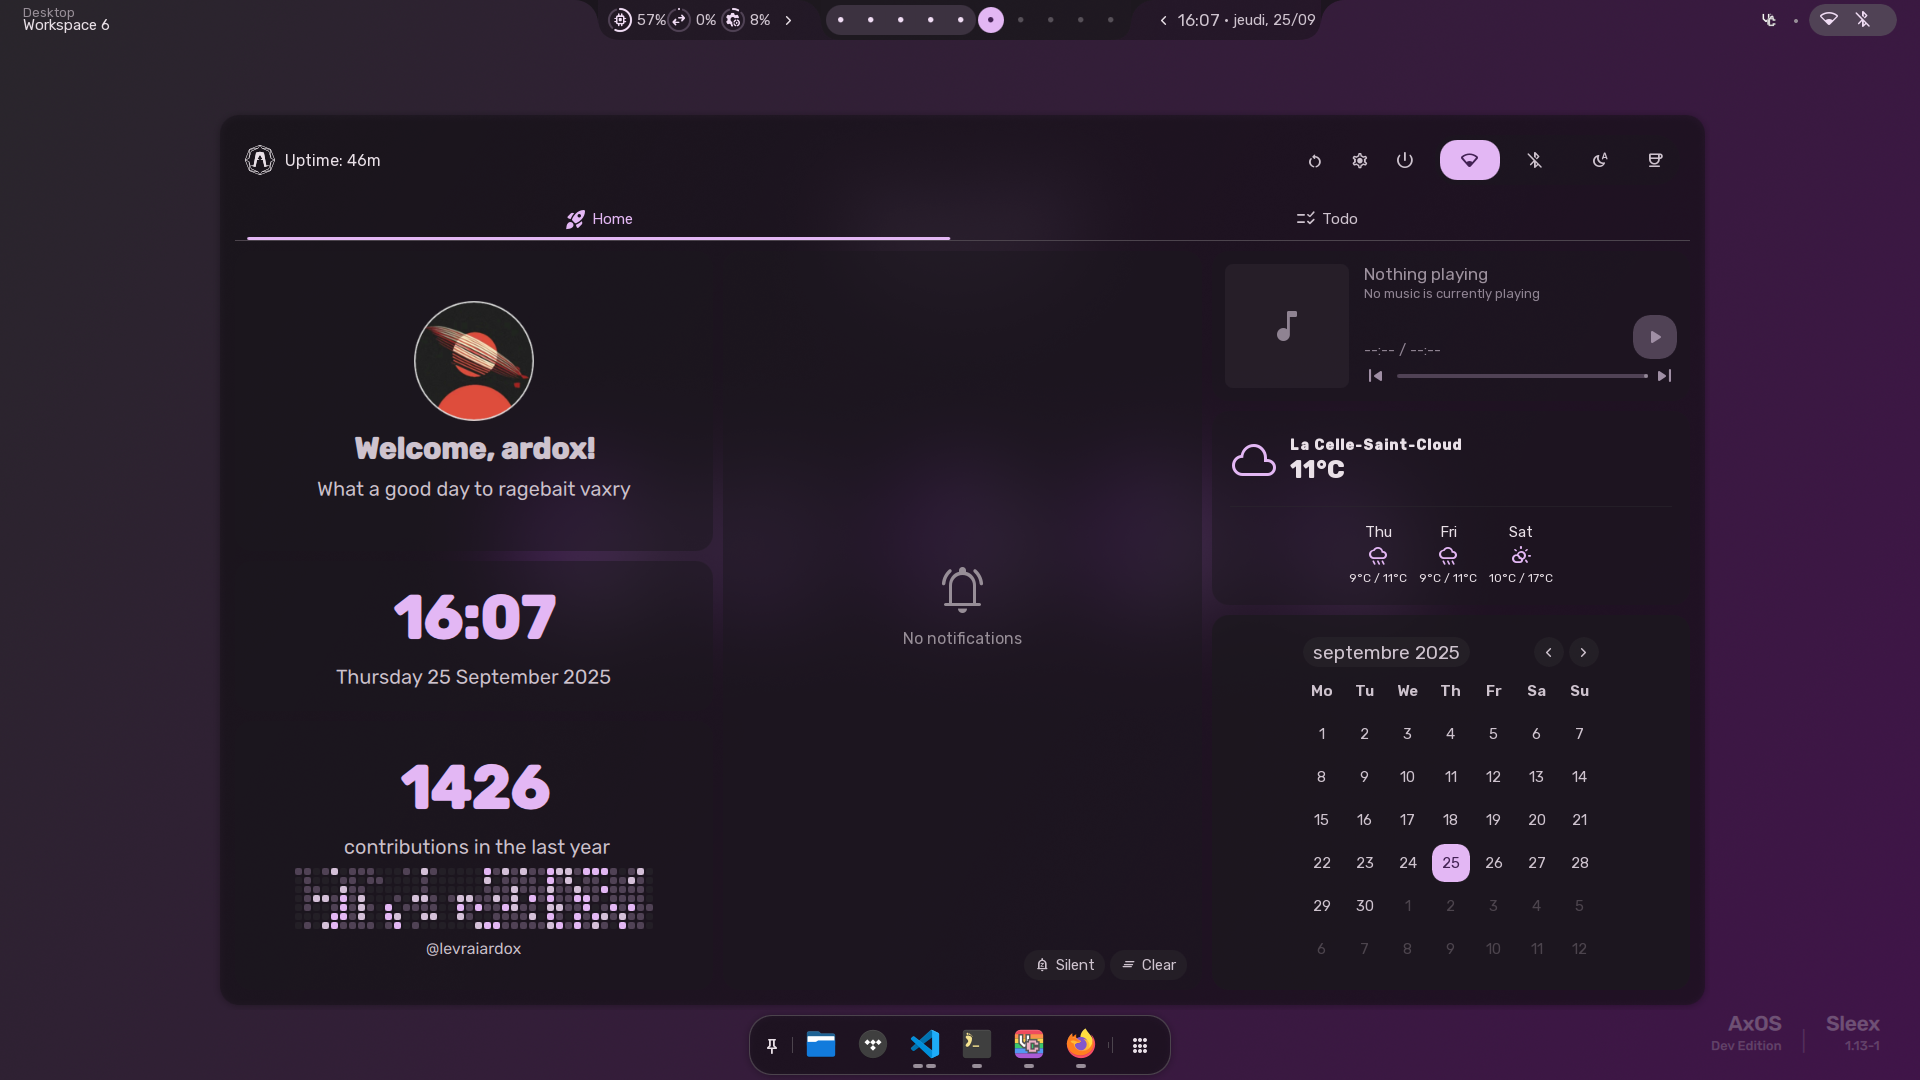 Desktop
Workspace 6
57% 0% 8%
16:07 • jeudi, 25/09
Uptime: 46m
Home
Todo
Welcome, ardox!
What a good day to ragebait vaxry
16:07
Thursday 25 September 2025
1426
contributions in the last year
@levraiardox
No notifications
Silent
Clear
Nothing playing
No music is currently playing
--:-- / --:--
La Celle-Saint-Cloud
11°C
Thu Fri Sat
9°C / 11°C 9°C / 11°C 10°C / 17°C
septembre 2025
Mo Tu We Th Fr Sa Su
1 2 3 4 5 6 7
8 9 10 11 12 13 14
15 16 17 18 19 20 21
22 23 24 25 26 27 28
29 30 1 2 3 4 5
6 7 8 9 10 11 12
AxOS
Dev Edition
Sleex
1.13-1